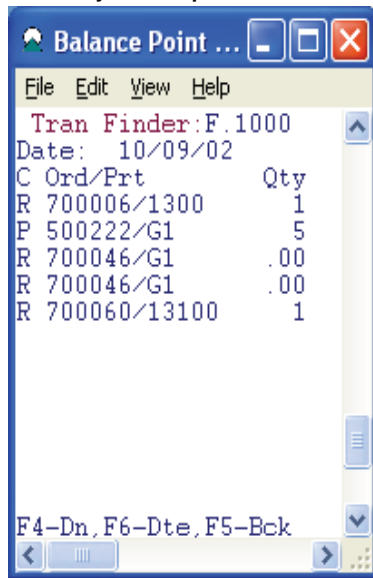 Balance Point ...
File Edit View Help
Tran Finder:F.1000
Date: 10/09/02
C Ord/Prt Qty
R 700006/1300 1
P 500222/G1 5
R 700046/G1 .00
R 700046/G1 .00
R 700060/13100 1
F4-Dn,F6-Dte,F5-Bck